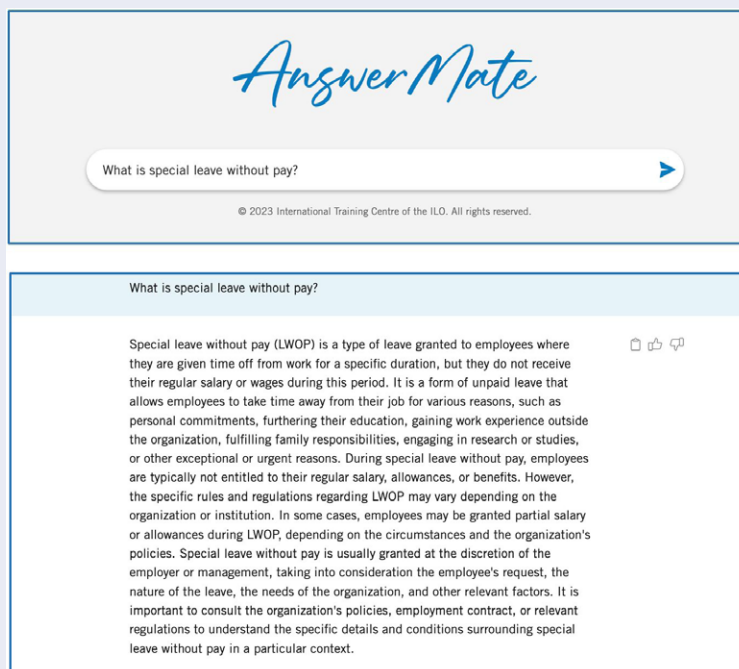 AnswerMate
What is special leave without pay?
© 2023 International Training Centre of the ILO. All rights reserved.
What is special leave without pay?
Special leave without pay (LWOP) is a type of leave granted to employees where
they are given time off from work for a specific duration, but they do not receive
their regular salary or wages during this period. It is a form of unpaid leave that
allows employees to take time away from their job for various reasons, such as
personal commitments, furthering their education, gaining work experience outside
the organization, fulfilling family responsibilities, engaging in research or studies,
or other exceptional or urgent reasons. During special leave without pay, employees
are typically not entitled to their regular salary, allowances, or benefits. However,
the specific rules and regulations regarding LWOP may vary depending on the
organization or institution. In some cases, employees may be granted partial salary
or allowances during LWOP, depending on the circumstances and the organization's
policies. Special leave without pay is usually granted at the discretion of the
employer or management, taking into consideration the employee's request, the
nature of the leave, the needs of the organization, and other relevant factors. It is
important to consult the organization's policies, employment contract, or relevant
regulations to understand the specific details and conditions surrounding special
leave without pay in a particular context.